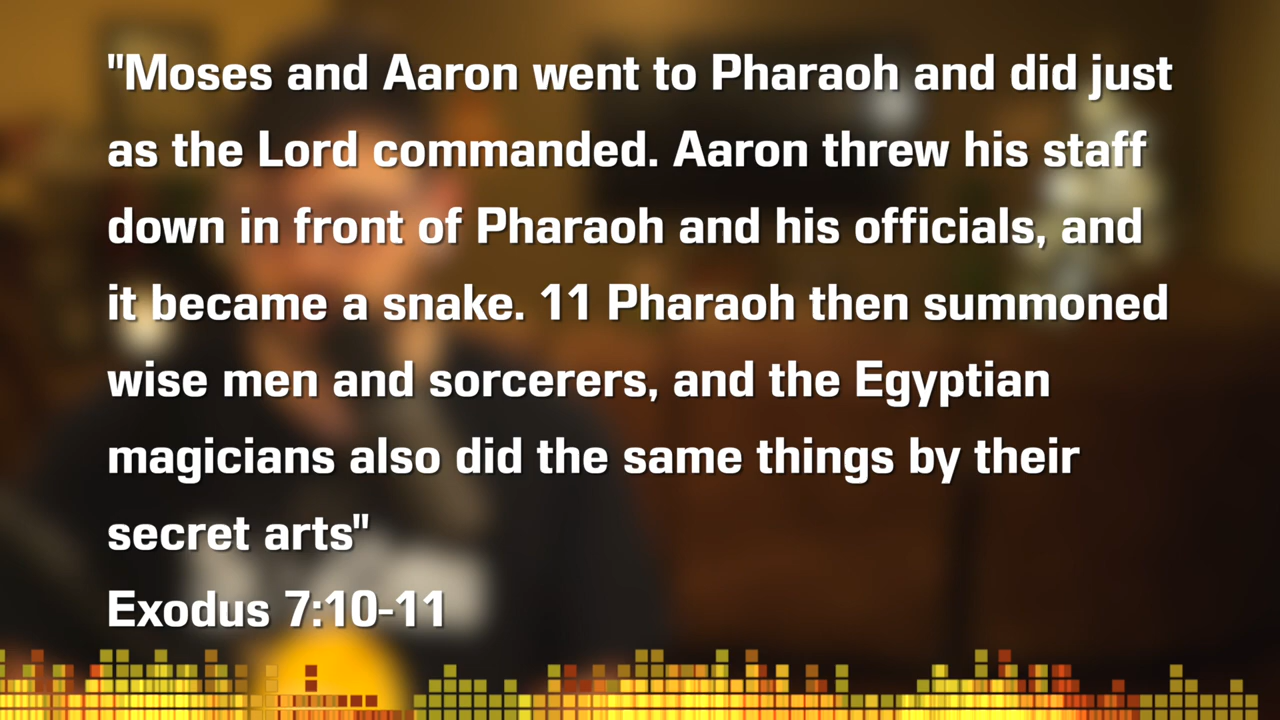 "Moses and Aaron went to Pharaoh and did just
as the Lord commanded. Aaron threw his staff
down in front of Pharaoh and his officials, and
it became a snake. 11 Pharaoh then summoned
wise men and sorcerers, and the Egyptian
magicians also did the same things by their
secret arts"
Exodus 7:10-11